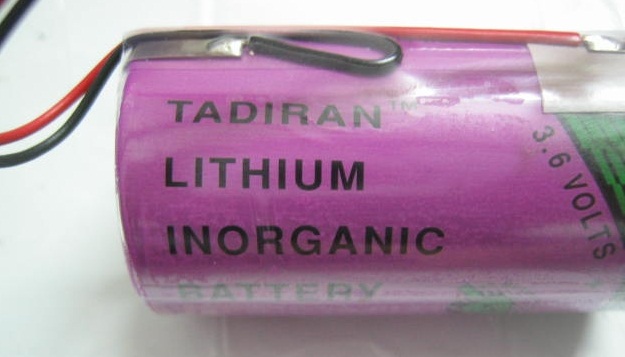 TADIRAN™
LITHIUM
INORGANIC
BATTERY
3.6 VOLTS